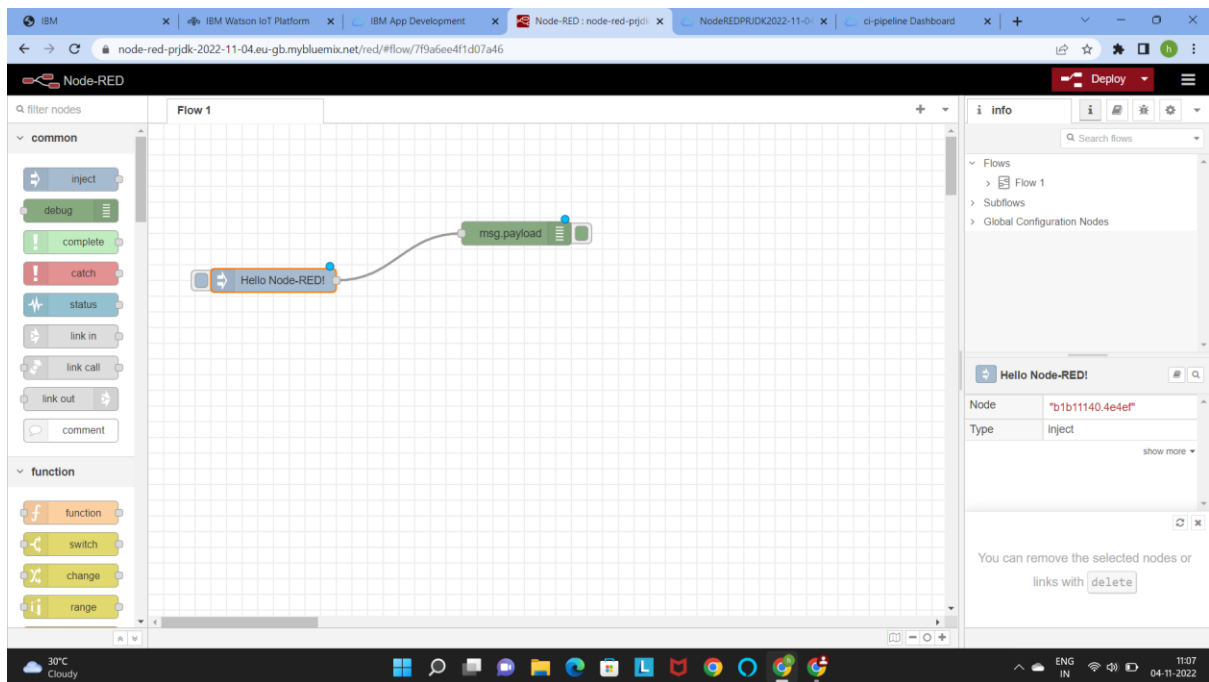 IBM
IBM Watson IoT Platform
IBM App Development
Node-RED : node-red-prjdk
NodeREDPRJDK2022-11-04
ci-pipeline Dashboard
node-red-prjdk-2022-11-04.eu-gb.mybluemix.net/red/#flow/7f9a6ee4f1d07a46
h
Node-RED
Deploy
filter nodes
Flow 1
i info
i
Search flows
common
inject
debug
complete
catch
status
link in
link call
link out
comment
function
function
switch
change
range
msg.payload
Hello Node-RED!
Flows
Flow 1
Subflows
Global Configuration Nodes
Hello Node-RED!
Node "b1b11140.4e4ef"
Type inject
show more
You can remove the selected nodes or
links with delete
30°C
Cloudy
L
h
ENG
IN
11:07
04-11-2022